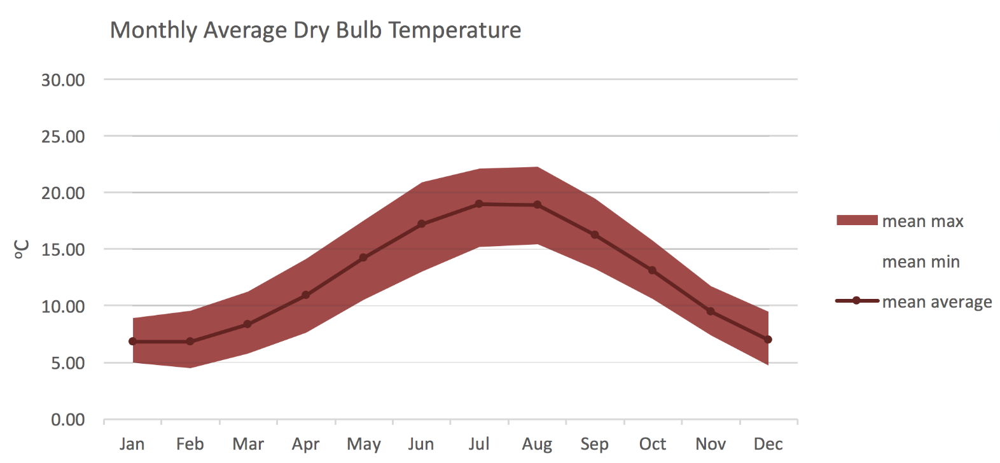 Monthly Average Dry Bulb Temperature
30.00
25.00
20.00
15.00
10.00
5.00
0.00
ºC
Jan Feb Mar Apr May Jun Jul Aug Sep Oct Nov Dec
mean max
mean min
mean average